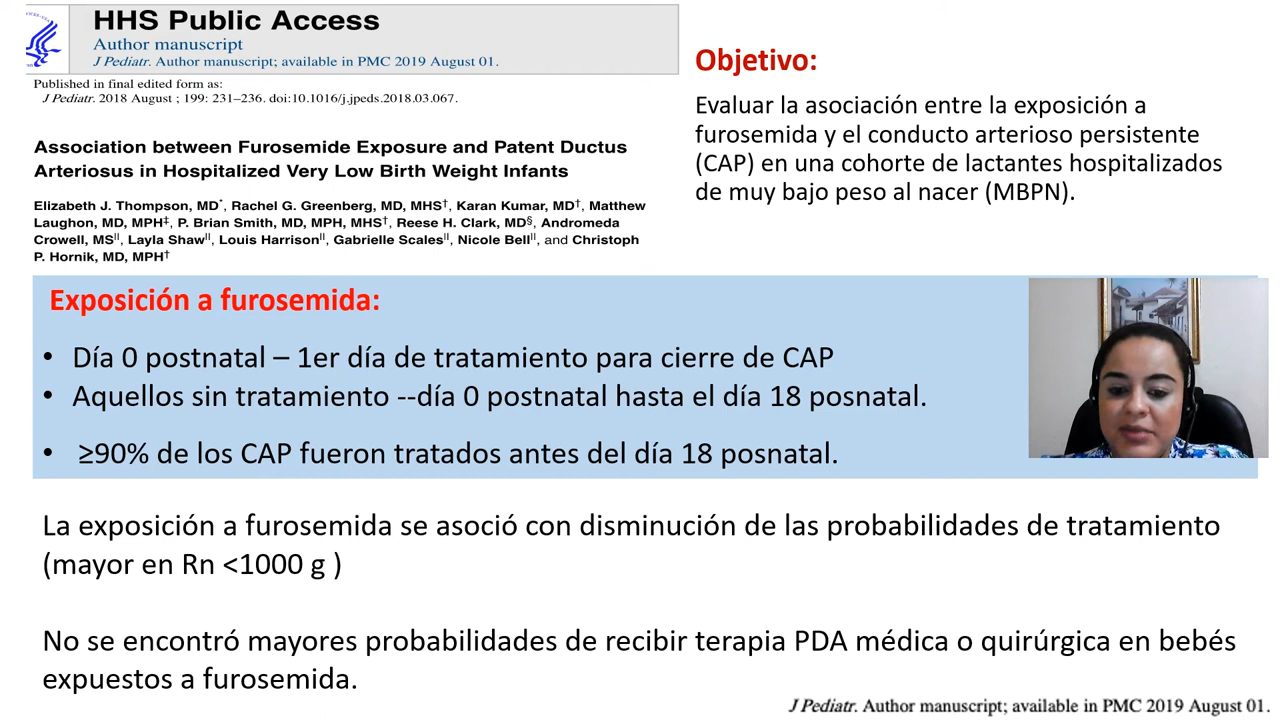 HHS Public Access
Author manuscript
J Pediatr. Author manuscript; available in PMC 2019 August 01.
Published in final edited form as:
J Pediatr. 2018 August ; 199: 231–236. doi:10.1016/j.jpeds.2018.03.067.
Association between Furosemide Exposure and Patent Ductus
Arteriosus in Hospitalized Very Low Birth Weight Infants
Elizabeth J. Thompson, MD*, Rachel G. Greenberg, MD, MHS†, Karan Kumar, MD†, Matthew
Laughon, MD, MPH‡, P. Brian Smith, MD, MPH, MHS†, Reese H. Clark, MD§, Andromeda
Crowell, MS||, Layla Shaw||, Louis Harrison||, Gabrielle Scales||, Nicole Bell||, and Christoph
P. Hornik, MD, MPH†
Objetivo:
Evaluar la asociación entre la exposición a
furosemida y el conducto arterioso persistente
(CAP) en una cohorte de lactantes hospitalizados
de muy bajo peso al nacer (MBPN).
Exposición a furosemida:
• Día 0 postnatal – 1er día de tratamiento para cierre de CAP
• Aquellos sin tratamiento --día 0 postnatal hasta el día 18 posnatal.
• ≥90% de los CAP fueron tratados antes del día 18 posnatal.
La exposición a furosemida se asoció con disminución de las probabilidades de tratamiento
(mayor en Rn <1000 g )
No se encontró mayores probabilidades de recibir terapia PDA médica o quirúrgica en bebés
expuestos a furosemida.
J Pediatr. Author manuscript; available in PMC 2019 August 01.